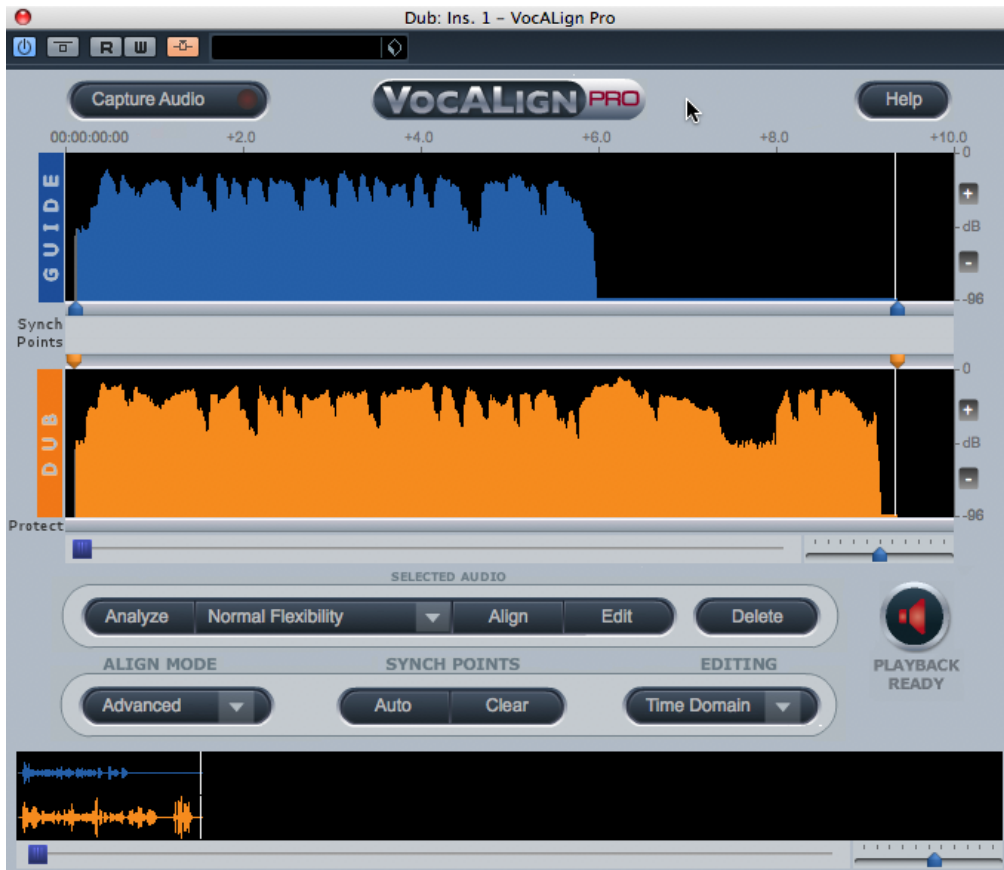 Dub: Ins. 1 – VocALign Pro
R W
Capture Audio
VOCALIGN PRO
Help
00:00:00:00 +2.0 +4.0 +6.0 +8.0 +10.0
GUIDE
0
+
dB
-
-96
Synch
Points
DUB
0
+
dB
-
-96
Protect
SELECTED AUDIO
Analyze Normal Flexibility Align Edit Delete
ALIGN MODE SYNCH POINTS EDITING
PLAYBACK
READY
Advanced Auto Clear Time Domain